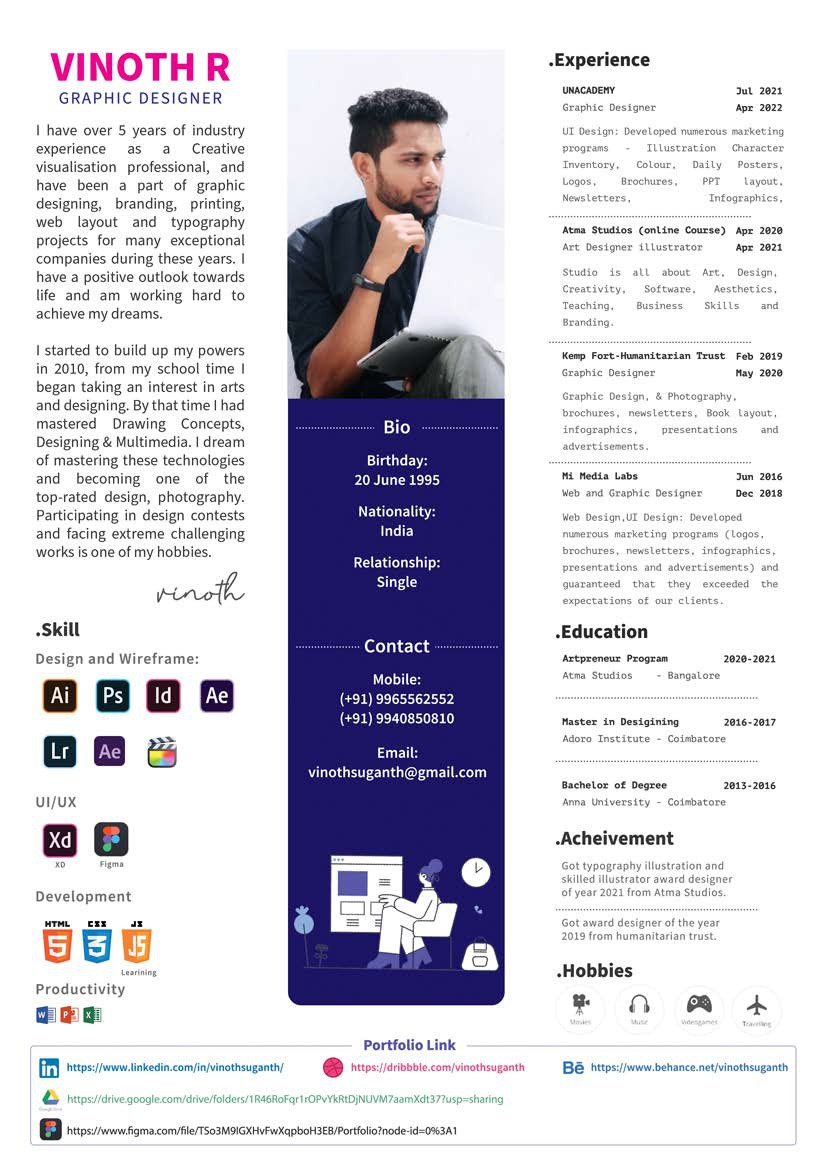 VINOTH R
GRAPHIC DESIGNER
I have over 5 years of industry
experience as a Creative
visualisation professional, and
have been a part of graphic
designing, branding, printing,
web layout and typography
projects for many exceptional
companies during these years. I
have a positive outlook towards
life and am working hard to
achieve my dreams.
I started to build up my powers
in 2010, from my school time I
began taking an interest in arts
and designing. By that time I had
mastered Drawing Concepts,
Designing & Multimedia. I dream
of mastering these technologies
and becoming one of the
top-rated design, photography.
Participating in design contests
and facing extreme challenging
works is one of my hobbies.
vinoth
.Skill
Design and Wireframe:
Ai Ps Id Ae
Lr Ae
UI/UX
Xd
XD Figma
Development
HTML CSS JS
5 3 JS
Learining
Productivity
W P X
Bio
Birthday:
20 June 1995
Nationality:
India
Relationship:
Single
Contact
Mobile:
(+91) 9965562552
(+91) 9940850810
Email:
vinothsuganth@gmail.com
.Experience
UNACADEMY Jul 2021
Graphic Designer Apr 2022
UI Design: Developed numerous marketing
programs - Illustration Character
Inventory, Colour, Daily Posters,
Logos, Brochures, PPT layout,
Newsletters, Infographics,
Atma Studios (online Course) Apr 2020
Art Designer illustrator Apr 2021
Studio is all about Art, Design,
Creativity, Software, Aesthetics,
Teaching, Business Skills and
Branding.
Kemp Fort-Humanitarian Trust Feb 2019
Graphic Designer May 2020
Graphic Design, & Photography,
brochures, newsletters, Book layout,
infographics, presentations and
advertisements.
Mi Media Labs Jun 2016
Web and Graphic Designer Dec 2018
Web Design,UI Design: Developed
numerous marketing programs (logos,
brochures, newsletters, infographics,
presentations and advertisements) and
guaranteed that they exceeded the
expectations of our clients.
.Education
Artpreneur Program 2020-2021
Atma Studios - Bangalore
Master in Desigining 2016-2017
Adoro Institute - Coimbatore
Bachelor of Degree 2013-2016
Anna University - Coimbatore
.Acheivement
Got typography illustration and
skilled illustrator award designer
of year 2021 from Atma Studios.
Got award designer of the year
2019 from humanitarian trust.
.Hobbies
Movies Music Videogames Travelling
Portfolio Link
in https://www.linkedin.com/in/vinothsuganth/
https://dribbble.com/vinothsuganth
Bē https://www.behance.net/vinothsuganth
Google Drive
https://drive.google.com/drive/folders/1R46RoFqr1rOPvYkRtDjNUVM7aamXdt37?usp=sharing
https://www.figma.com/file/TSo3M9IGXHvFwXqpboH3EB/Portfolio?node-id=0%3A1